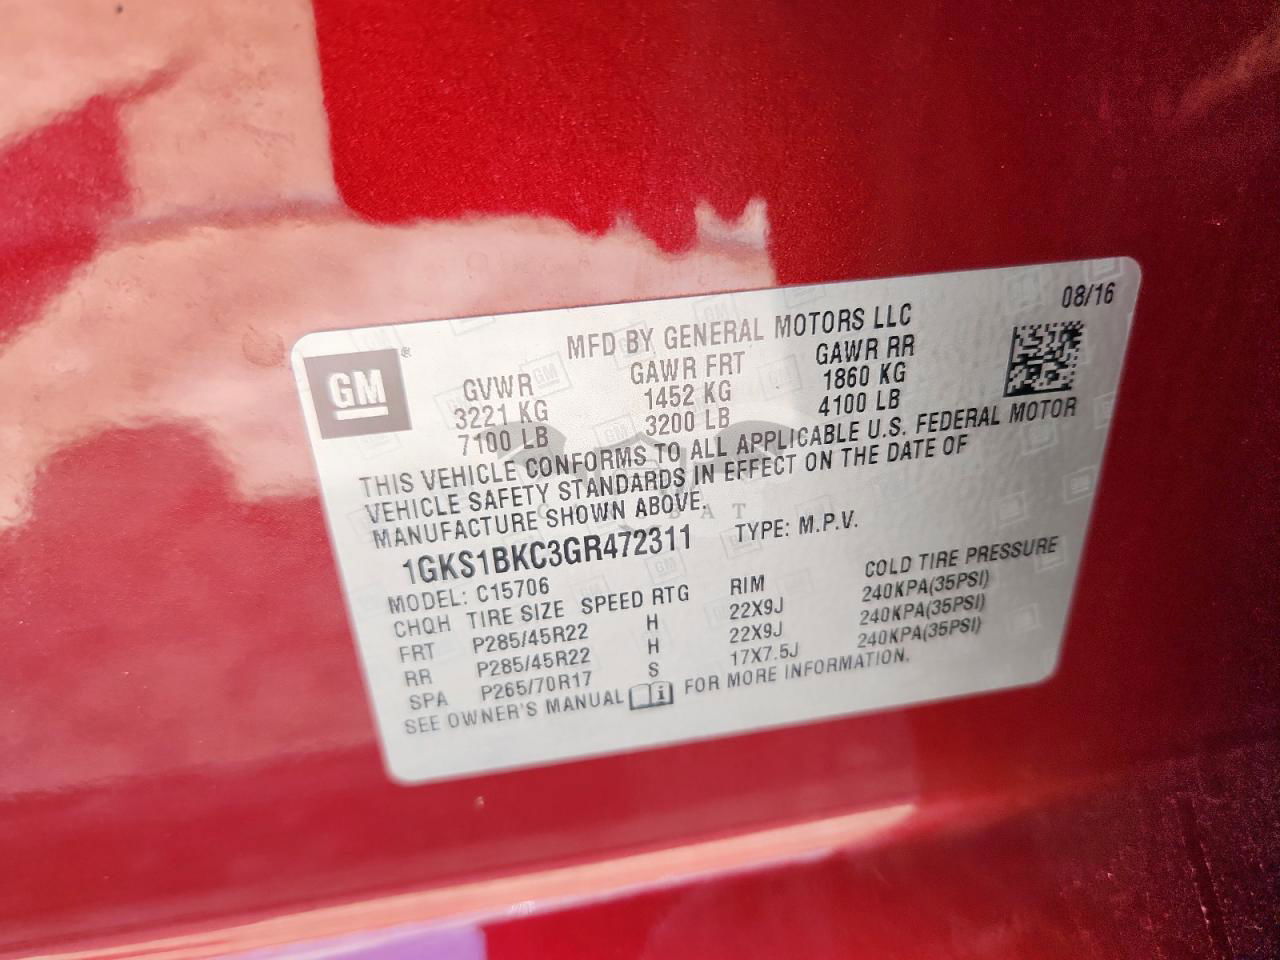 08/16
MFD BY GENERAL MOTORS LLC
GM®
GVWR GAWR FRT GAWR RR
3221 KG 1452 KG 1860 KG
7100 LB 3200 LB 4100 LB
THIS VEHICLE CONFORMS TO ALL APPLICABLE U.S. FEDERAL MOTOR
VEHICLE SAFETY STANDARDS IN EFFECT ON THE DATE OF
MANUFACTURE SHOWN ABOVE.
1GKS1BKC3GR472311 TYPE: M.P.V.
MODEL: C15706
CHQH TIRE SIZE SPEED RTG RIM COLD TIRE PRESSURE
FRT P285/45R22 H 22X9J 240KPA(35PSI)
RR P285/45R22 H 22X9J 240KPA(35PSI)
SPA P265/70R17 S 17X7.5J 240KPA(35PSI)
SEE OWNER'S MANUAL FOR MORE INFORMATION.